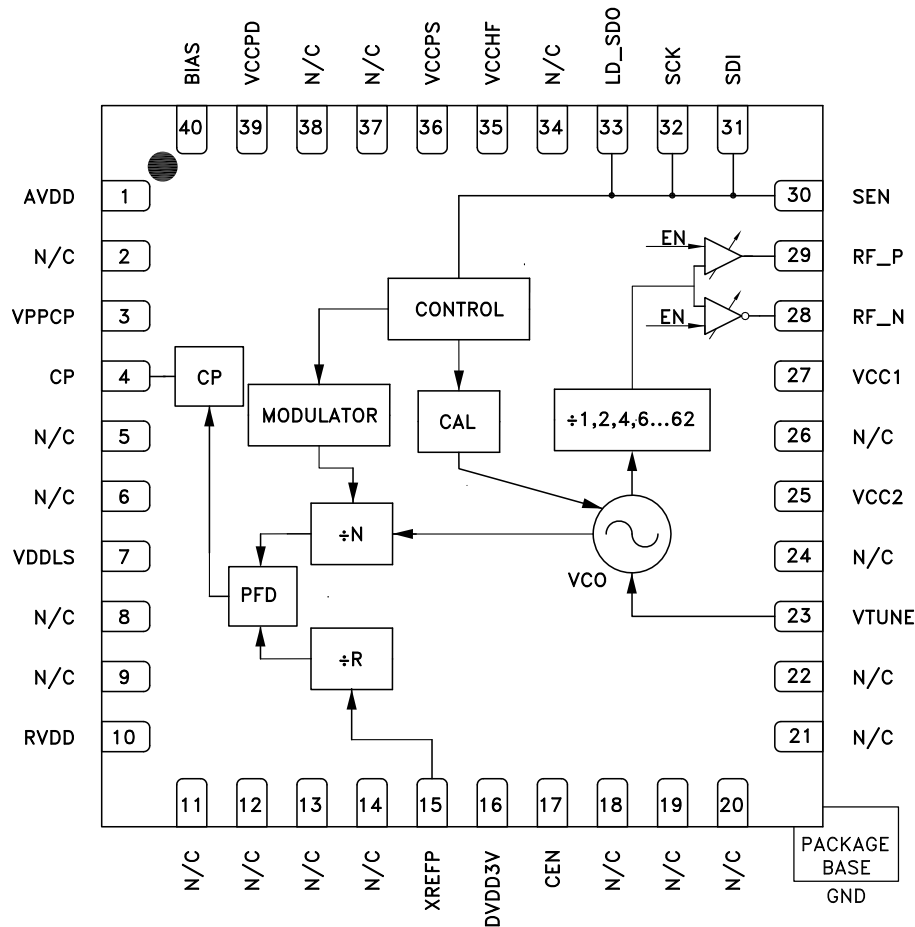 BIAS
VCCPD
N/C
N/C
VCCPS
VCCHF
N/C
LD_SDO
SCK
SDI
40
39
38
37
36
35
34
33
32
31
AVDD
1
30
SEN
N/C
2
EN
29
RF_P
VPPCP
3
CONTROL
EN
28
RF_N
CP
4
CP
27
VCC1
MODULATOR
CAL
÷1,2,4,6...62
N/C
5
26
N/C
N/C
6
25
VCC2
÷N
VDDLS
7
VCO
24
N/C
PFD
N/C
8
23
VTUNE
÷R
N/C
9
22
N/C
RVDD
10
21
N/C
11
12
13
14
15
16
17
18
19
20
N/C
N/C
N/C
N/C
XREFP
DVDD3V
CEN
N/C
N/C
N/C
PACKAGE
BASE
GND